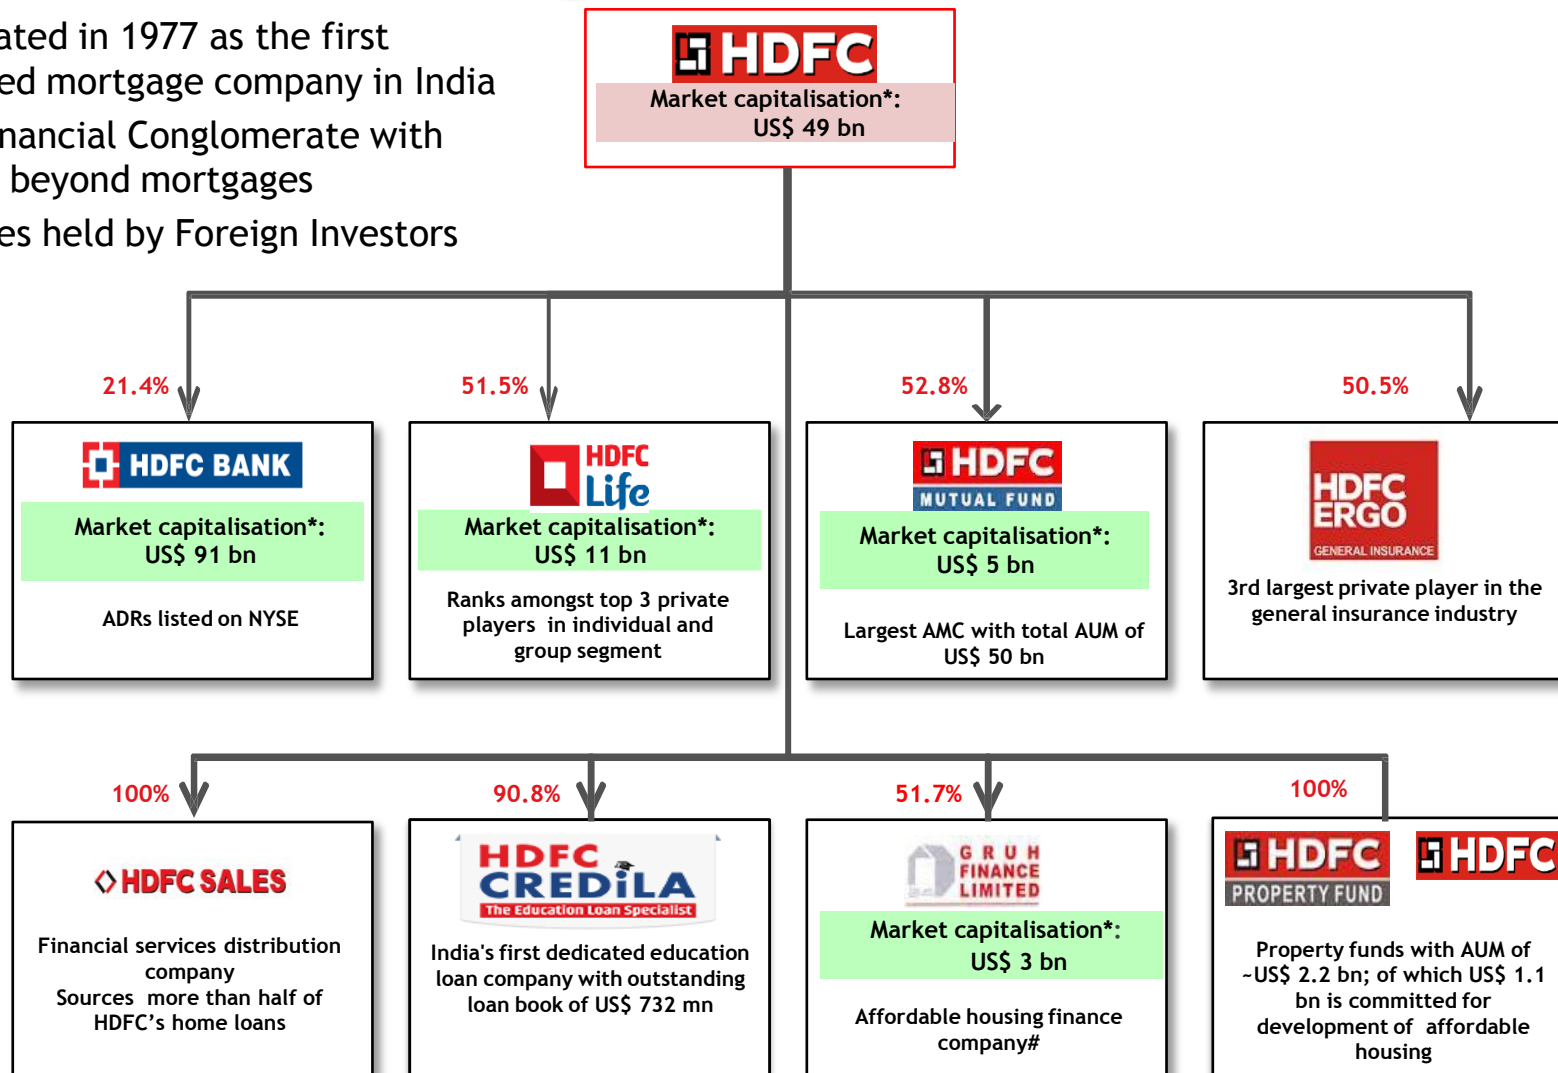 ated in 1977 as the first
ed mortgage company in India
nancial Conglomerate with
beyond mortgages
es held by Foreign Investors
HDFC
Market capitalisation*:
US$ 49 bn
21.4%
51.5%
52.8%
50.5%
HDFC BANK
Market capitalisation*:
US$ 91 bn
ADRs listed on NYSE
HDFC
Life
Market capitalisation*:
US$ 11 bn
Ranks amongst top 3 private
players in individual and
group segment
HDFC
MUTUAL FUND
Market capitalisation*:
US$ 5 bn
Largest AMC with total AUM of
US$ 50 bn
HDFC
ERGO
GENERAL INSURANCE
3rd largest private player in the
general insurance industry
100%
90.8%
51.7%
100%
HDFC SALES
Financial services distribution
company
Sources more than half of
HDFC's home loans
HDFC
CREDiLA
The Education Loan Specialist
India's first dedicated education
loan company with outstanding
loan book of US$ 732 mn
GRUH
FINANCE
LIMITED
Market capitalisation*:
US$ 3 bn
Affordable housing finance
company#
HDFC
PROPERTY FUND
HDFC
Property funds with AUM of
~US$ 2.2 bn; of which US$ 1.1
bn is committed for
development of affordable
housing